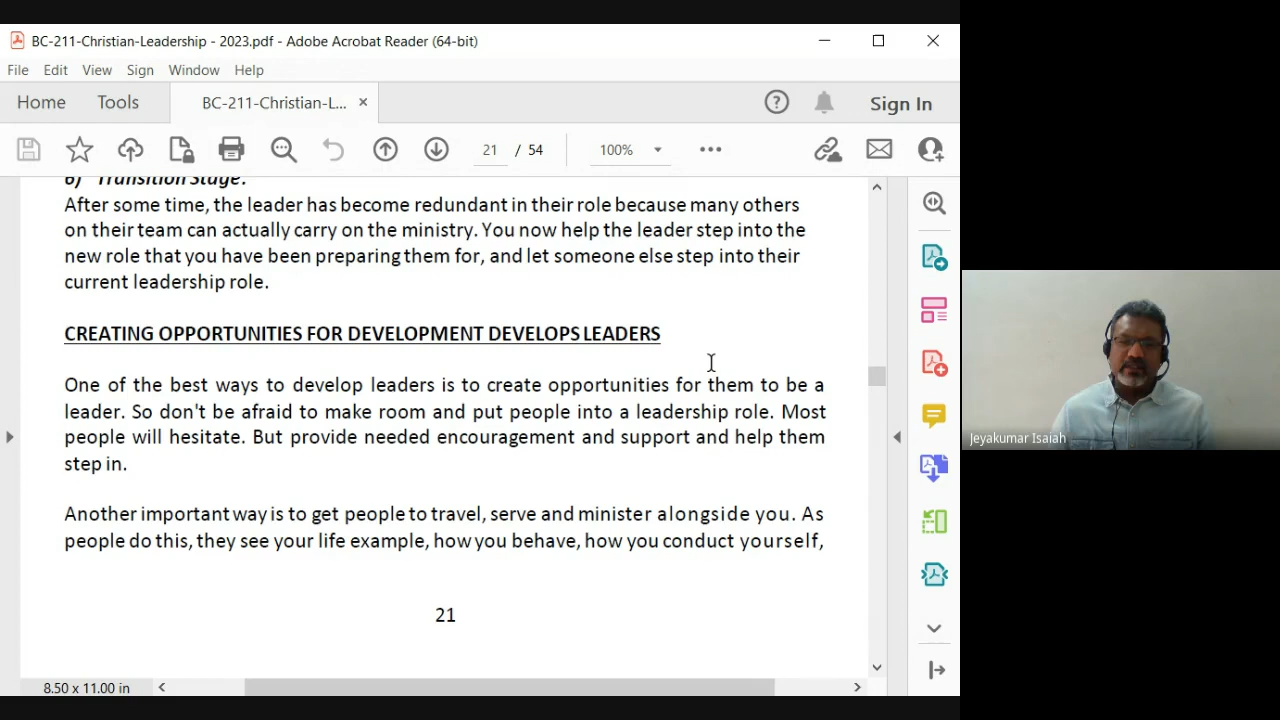 BC-211-Christian-Leadership - 2023.pdf - Adobe Acrobat Reader (64-bit)
File Edit View Sign Window Help
Home Tools BC-211-Christian-L... × Sign In
21 / 54 100%
6) Transition Stage:
After some time, the leader has become redundant in their role because many others
on their team can actually carry on the ministry. You now help the leader step into the
new role that you have been preparing them for, and let someone else step into their
current leadership role.
CREATING OPPORTUNITIES FOR DEVELOPMENT DEVELOPS LEADERS
One of the best ways to develop leaders is to create opportunities for them to be a
leader. So don't be afraid to make room and put people into a leadership role. Most
people will hesitate. But provide needed encouragement and support and help them
step in.
Another important way is to get people to travel, serve and minister alongside you. As
people do this, they see your life example, how you behave, how you conduct yourself,
21
8.50 x 11.00 in
Jeyakumar Isaiah